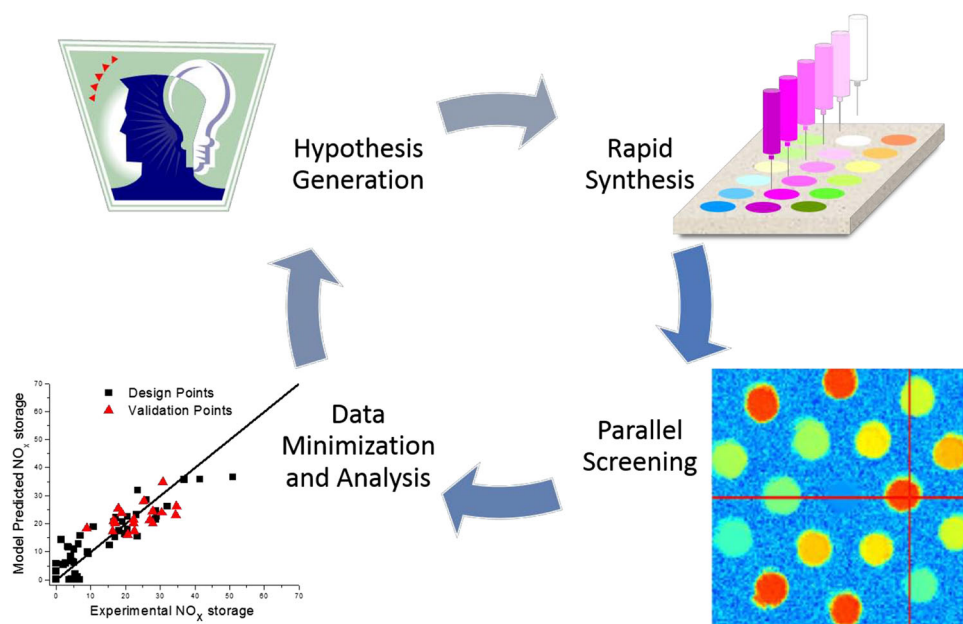 Hypothesis
Generation
Rapid
Synthesis
Parallel
Screening
Data
Minimization
and Analysis
Design Points
Validation Points
Model Predicted NOx storage
70
60
50
40
30
20
10
0
0 10 20 30 40 50 60 70
Experimental NOX storage